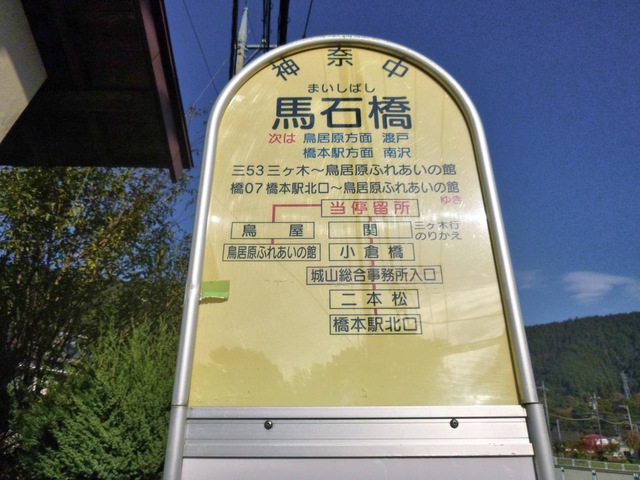 神奈中
まいしばし
馬石橋
次は 鳥居原方面 渡戸
橋本駅方面 南沢
三53 三ヶ木～鳥居原ふれあいの館
橋07 橋本駅北口～鳥居原ふれあいの館
ゆき
当停留所
鳥屋 関 三ヶ木行
のりかえ
鳥居原ふれあいの館 小倉橋
城山総合事務所入口
二本松
橋本駅北口